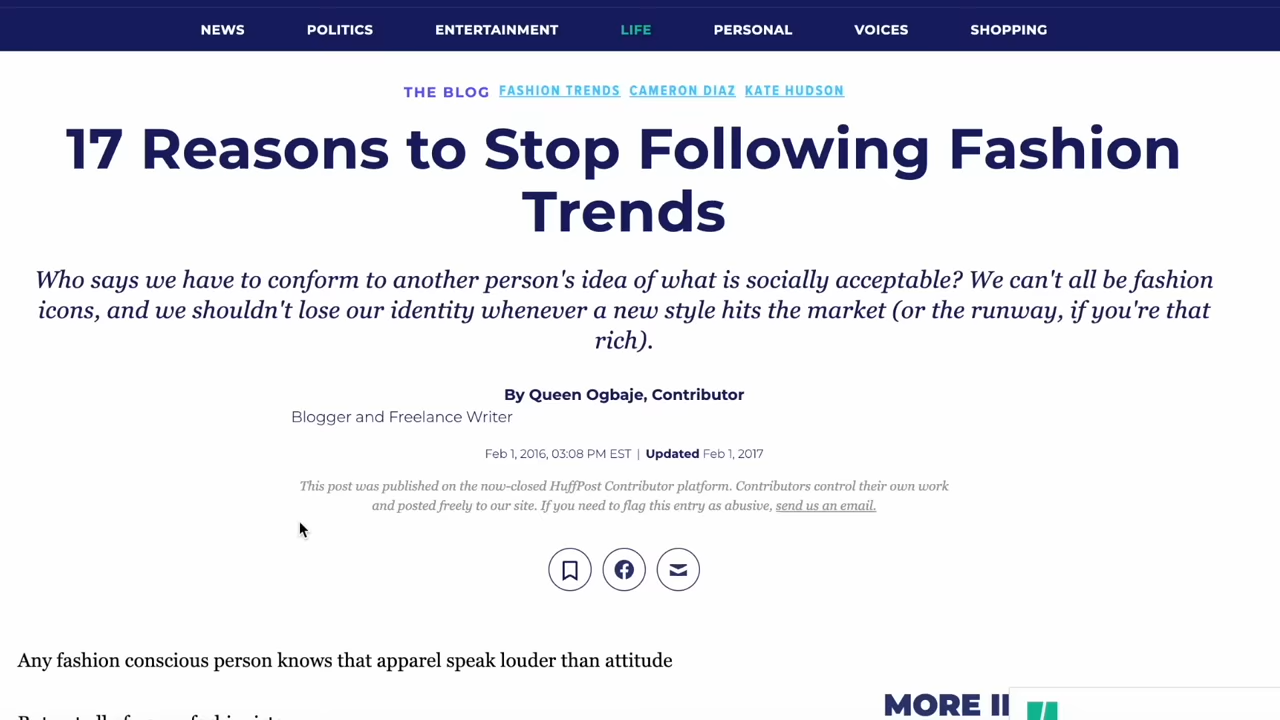 NEWS POLITICS ENTERTAINMENT LIFE PERSONAL VOICES SHOPPING
THE BLOG FASHION TRENDS CAMERON DIAZ KATE HUDSON
17 Reasons to Stop Following Fashion
Trends
Who says we have to conform to another person's idea of what is socially acceptable? We can't all be fashion
icons, and we shouldn't lose our identity whenever a new style hits the market (or the runway, if you're that
rich).
By Queen Ogbaje, Contributor
Blogger and Freelance Writer
Feb 1, 2016, 03:08 PM EST | Updated Feb 1, 2017
This post was published on the now-closed HuffPost Contributor platform. Contributors control their own work
and posted freely to our site. If you need to flag this entry as abusive, send us an email.
Any fashion conscious person knows that apparel speak louder than attitude
MORE